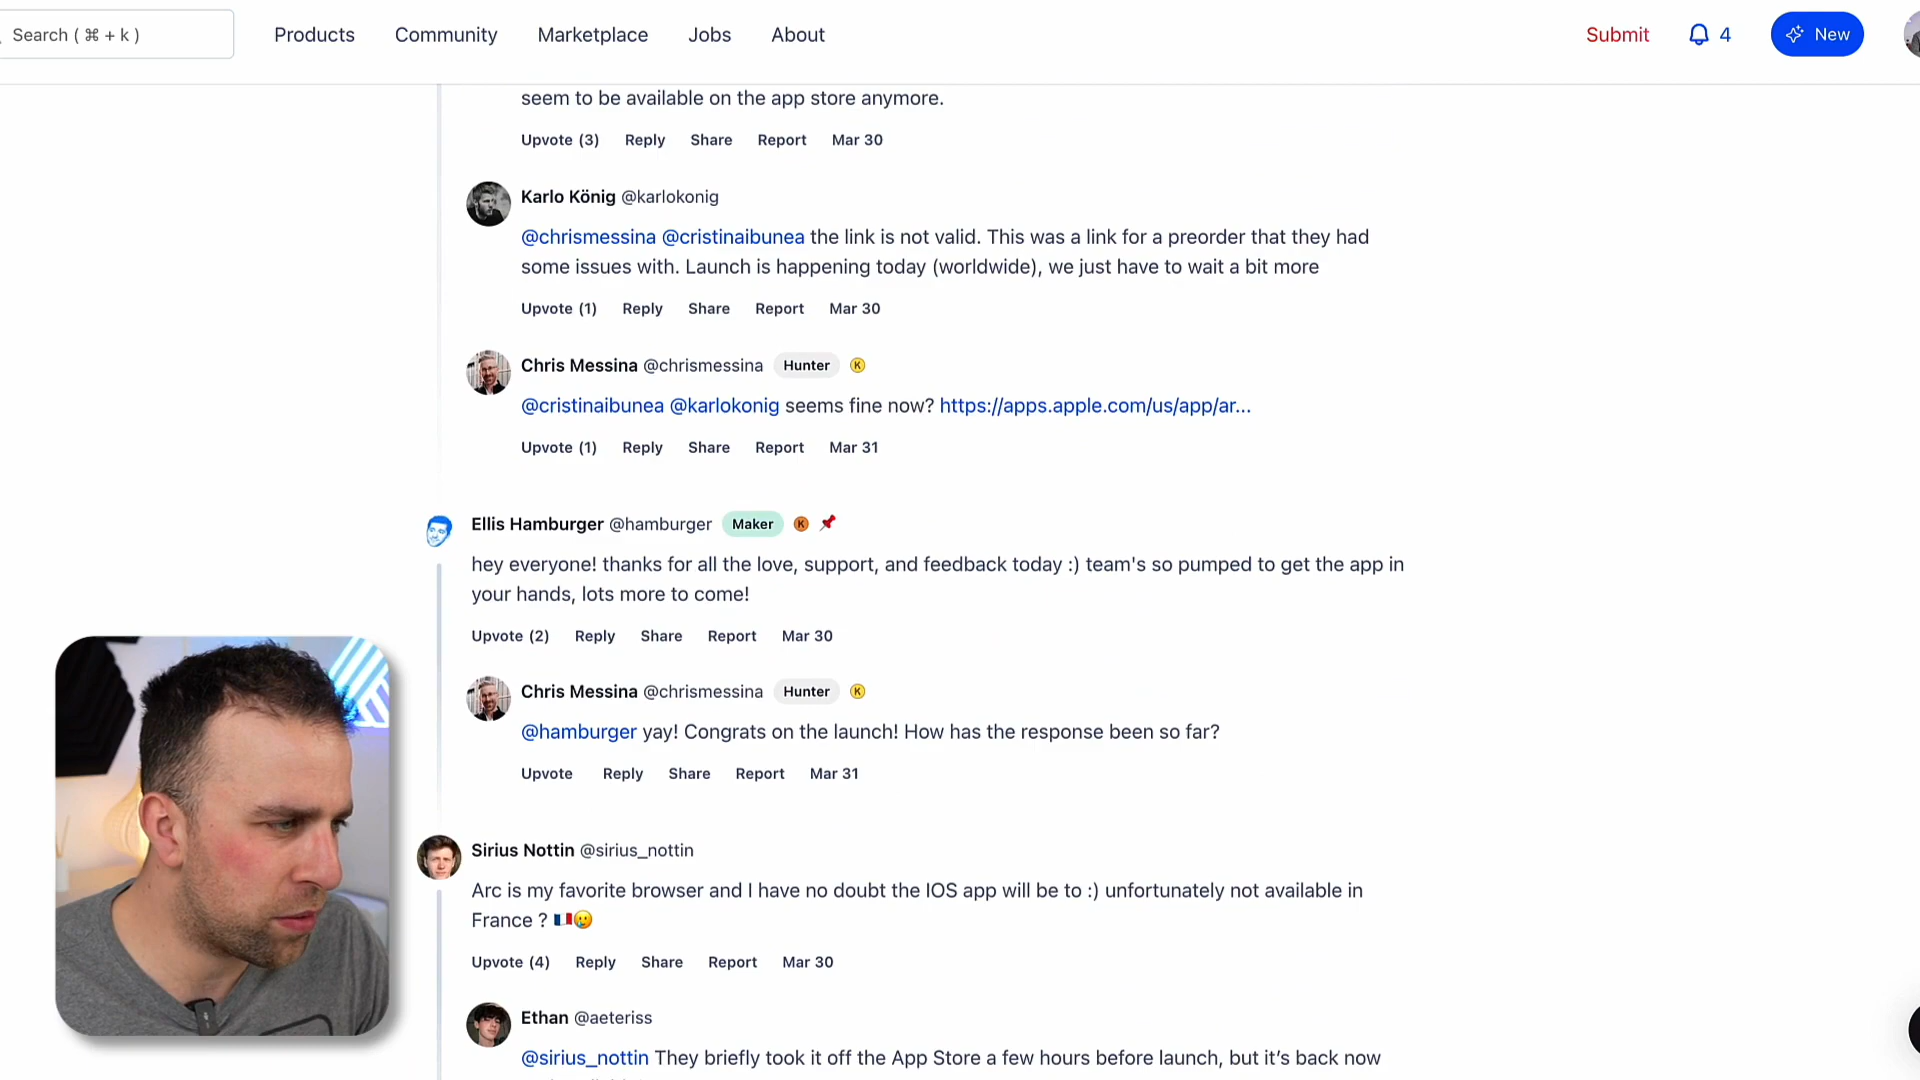 Search ( ⌘ + k )
Products
Community
Marketplace
Jobs
About
Submit
4
New
seem to be available on the app store anymore.
Upvote (3) Reply Share Report Mar 30
Karlo König @karlokonig
@chrismessina @cristinaibunea the link is not valid. This was a link for a preorder that they had
some issues with. Launch is happening today (worldwide), we just have to wait a bit more
Upvote (1) Reply Share Report Mar 30
Chris Messina @chrismessina Hunter K
@cristinaibunea @karlokonig seems fine now? https://apps.apple.com/us/app/ar...
Upvote (1) Reply Share Report Mar 31
Ellis Hamburger @hamburger Maker K 📌
hey everyone! thanks for all the love, support, and feedback today :) team's so pumped to get the app in
your hands, lots more to come!
Upvote (2) Reply Share Report Mar 30
Chris Messina @chrismessina Hunter K
@hamburger yay! Congrats on the launch! How has the response been so far?
Upvote Reply Share Report Mar 31
Sirius Nottin @sirius_nottin
Arc is my favorite browser and I have no doubt the IOS app will be to :) unfortunately not available in
France ? 🇫🇷🥲
Upvote (4) Reply Share Report Mar 30
Ethan @aeteriss
@sirius_nottin They briefly took it off the App Store a few hours before launch, but it’s back now